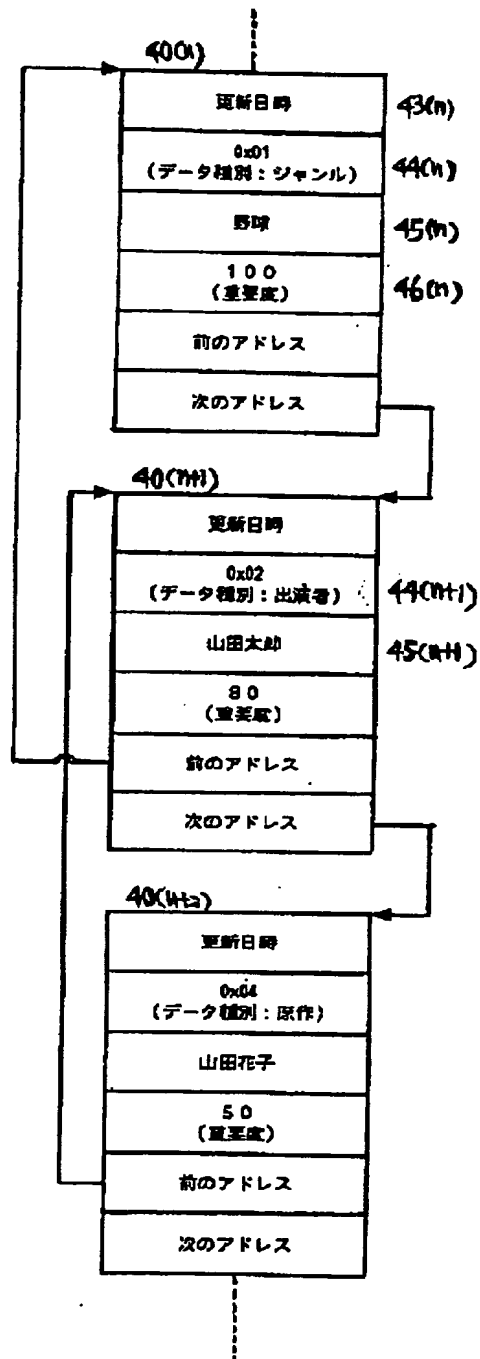 40(n)
更新日時
43(n)
0x01
(データ種別：ジャンル)
44(n)
野球
45(n)
100
(重要度)
46(n)
前のアドレス
次のアドレス
40(n+1)
更新日時
0x02
(データ種別：出演者)
44(n+1)
山田太郎
45(n+1)
80
(重要度)
前のアドレス
次のアドレス
40(n+2)
更新日時
0x04
(データ種別：原作)
山田花子
50
(重要度)
前のアドレス
次のアドレス